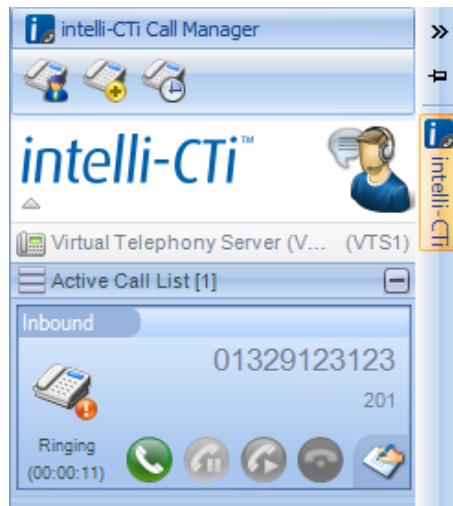 intelli-CTi Call Manager
intelli-CTi™
Virtual Telephony Server (V... (VTS1)
Active Call List [1]
Inbound
01329123123
201
Ringing
(00:00:11)
intelli-CTi